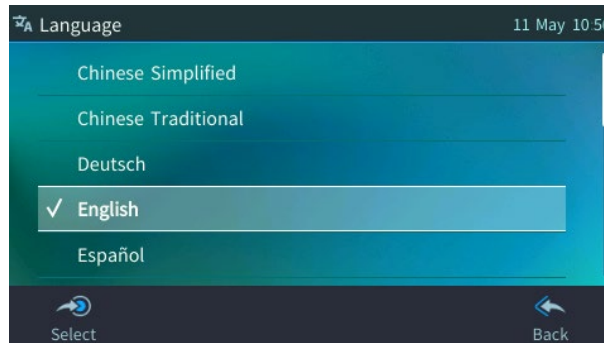 Language
11 May 10:5
Chinese Simplified
Chinese Traditional
Deutsch
English
Español
Select
Back